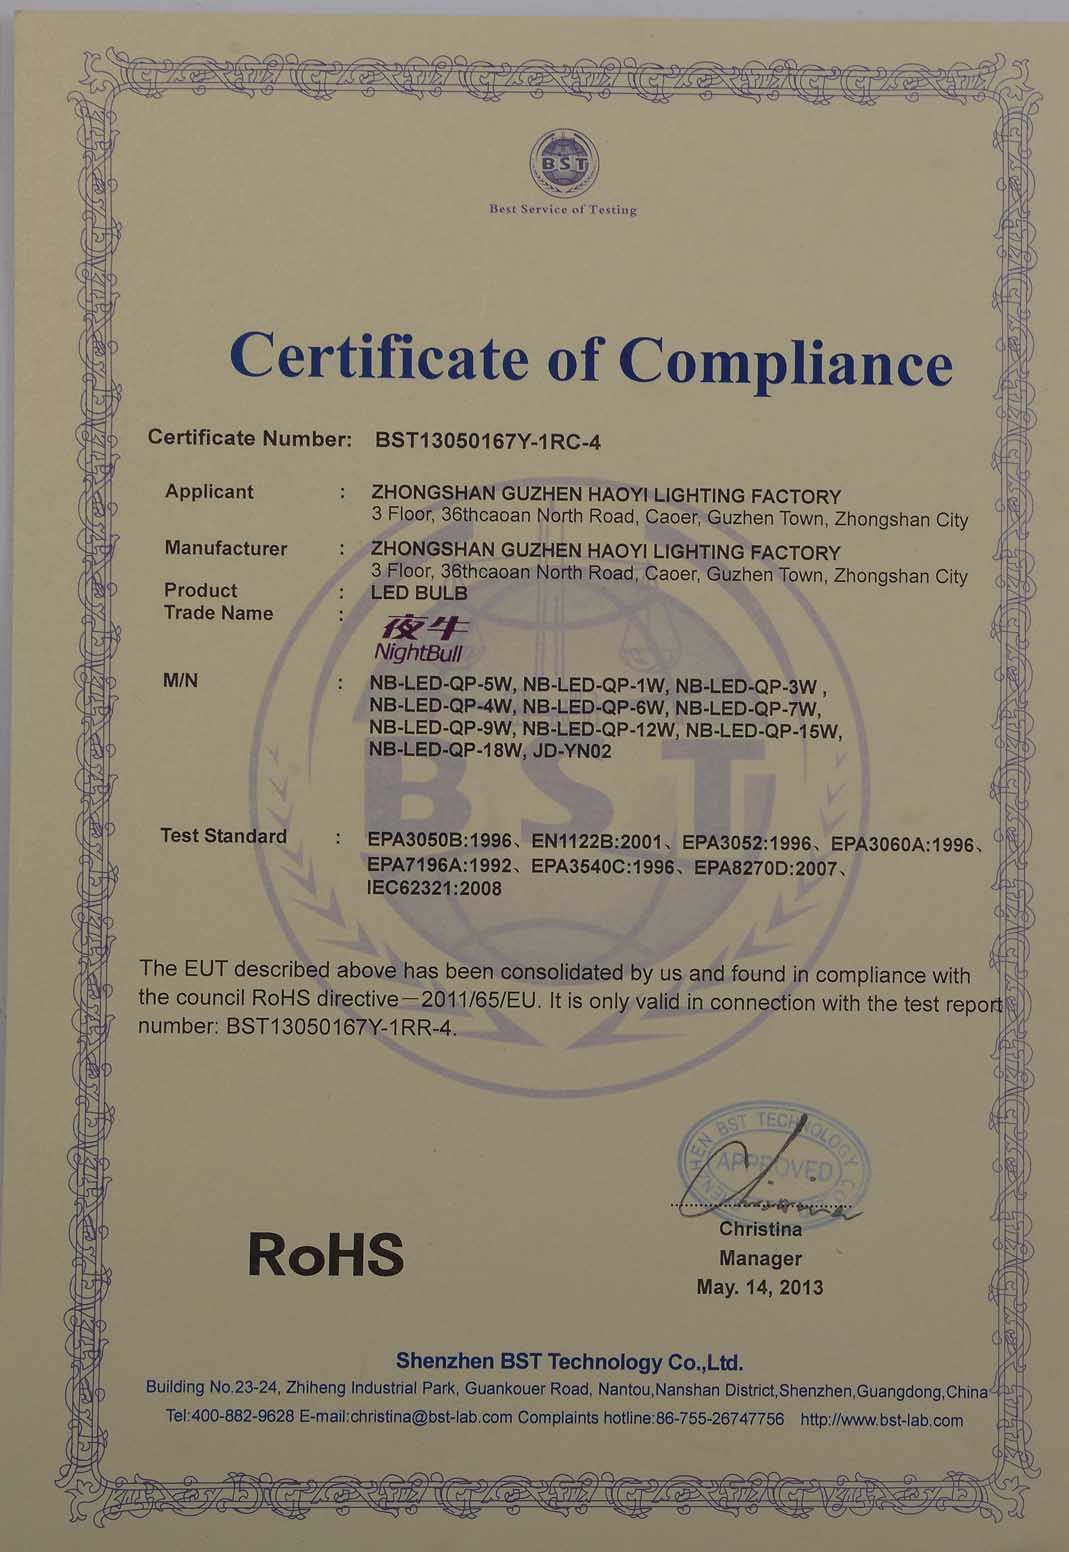 BST
Best Service of Testing
Certificate of Compliance
Certificate Number: BST13050167Y-1RC-4
Applicant : ZHONGSHAN GUZHEN HAOYI LIGHTING FACTORY
3 Floor, 36thcaoan North Road, Caoer, Guzhen Town, Zhongshan City
Manufacturer : ZHONGSHAN GUZHEN HAOYI LIGHTING FACTORY
3 Floor, 36thcaoan North Road, Caoer, Guzhen Town, Zhongshan City
Product : LED BULB
Trade Name : 夜牛
NightBull
M/N : NB-LED-QP-5W, NB-LED-QP-1W, NB-LED-QP-3W ,
NB-LED-QP-4W, NB-LED-QP-6W, NB-LED-QP-7W,
NB-LED-QP-9W, NB-LED-QP-12W, NB-LED-QP-15W,
NB-LED-QP-18W, JD-YN02
BST
Test Standard : EPA3050B:1996、EN1122B:2001、EPA3052:1996、EPA3060A:1996、
EPA7196A:1992、EPA3540C:1996、EPA8270D:2007、
IEC62321:2008
The EUT described above has been consolidated by us and found in compliance with
the council RoHS directive—2011/65/EU. It is only valid in connection with the test report
number: BST13050167Y-1RR-4.
SHENZHEN BST TECHNOLOGY CO
APPROVED
Christina
RoHS
Christina
Manager
May. 14, 2013
Shenzhen BST Technology Co.,Ltd.
Building No.23-24, Zhiheng Industrial Park, Guankouer Road, Nantou,Nanshan District,Shenzhen,Guangdong,China
Tel:400-882-9628 E-mail:christina@bst-lab.com Complaints hotline:86-755-26747756 http://www.bst-lab.com